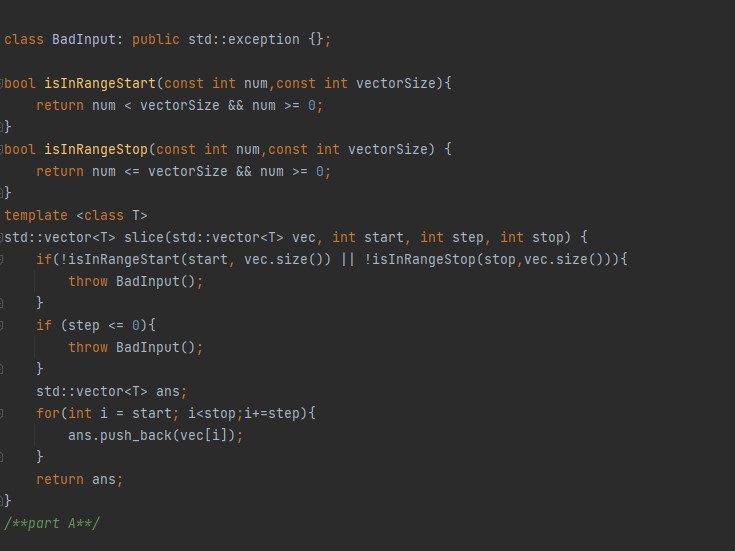 class BadInput: public std::exception {};
bool isInRangeStart(const int num,const int vectorSize){
    return num < vectorSize && num >= 0;
}
bool isInRangeStop(const int num,const int vectorSize) {
    return num <= vectorSize && num >= 0;
}
template <class T>
std::vector<T> slice(std::vector<T> vec, int start, int step, int stop) {
    if(!isInRangeStart(start, vec.size()) || !isInRangeStop(stop,vec.size())){
        throw BadInput();
    }
    if (step <= 0){
        throw BadInput();
    }
    std::vector<T> ans;
    for(int i = start; i<stop;i+=step){
        ans.push_back(vec[i]);
    }
    return ans;
}
/**part A**/